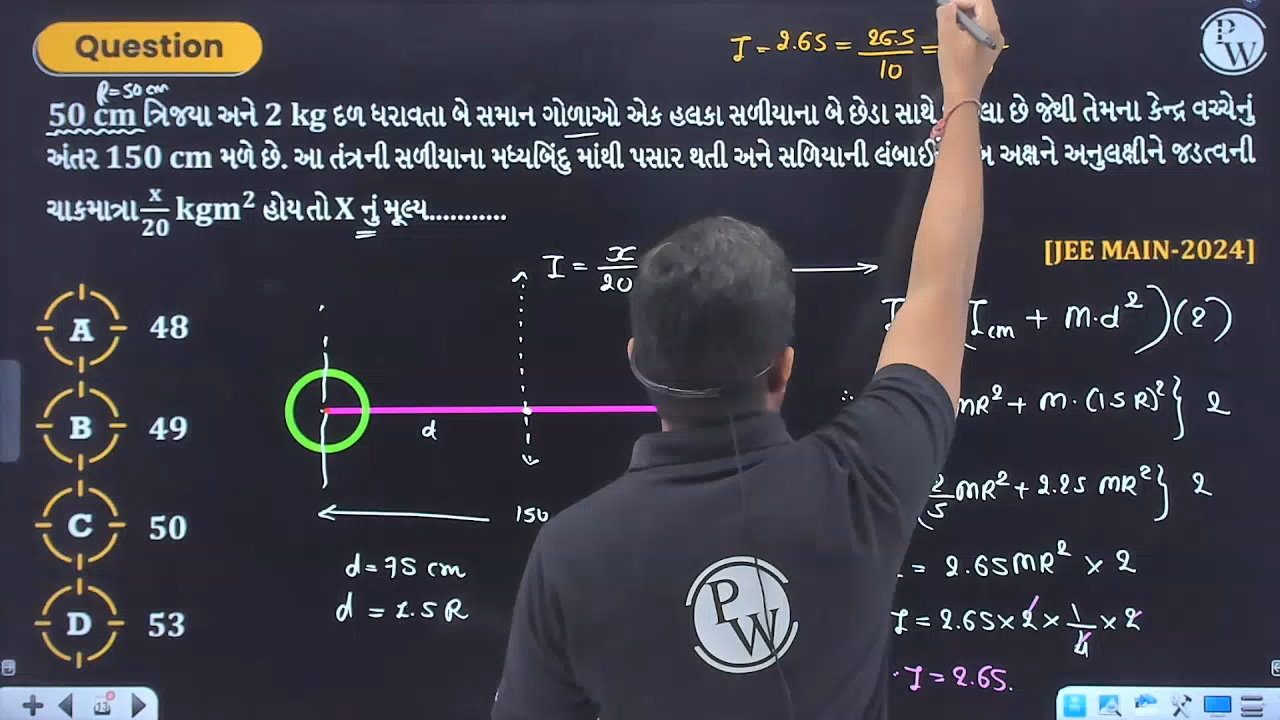 Question
I = 2.65 = 26.5/10 =
R = 50 cm
50 cm ત્રિજ્યા અને 2 kg દળ ધરાવતા બે સમાન ગોળાઓ એક હલકા સળીયાના બે છેડા સાથે છે જેથી તેમના કેન્દ્ર વચ્ચેનું
અંતર 150 cm મળે છે. આ તંત્રની સળીયાના મધ્યબિંદુ માંથી પસાર થતી અને સળિયાની અક્ષને અનુલક્ષીને જડત્વની
ચાકમાત્રા x/20 kgm² હોય તો X નું મૂલ્ય............
[JEE MAIN-2024]
I = x/20
A 48
B 49
C 50
D 53
d
150
d = 75 cm
d = 1.5 R
Icm + m.d²)(2)
mR² + m.(1.5 R)²} 2
2/5 mR² + 2.25 mR²} 2
= 2.65 mR² × 2
I = 2.65 × 2 × 1/4 × 2
I = 2.65.
PW
PW
13